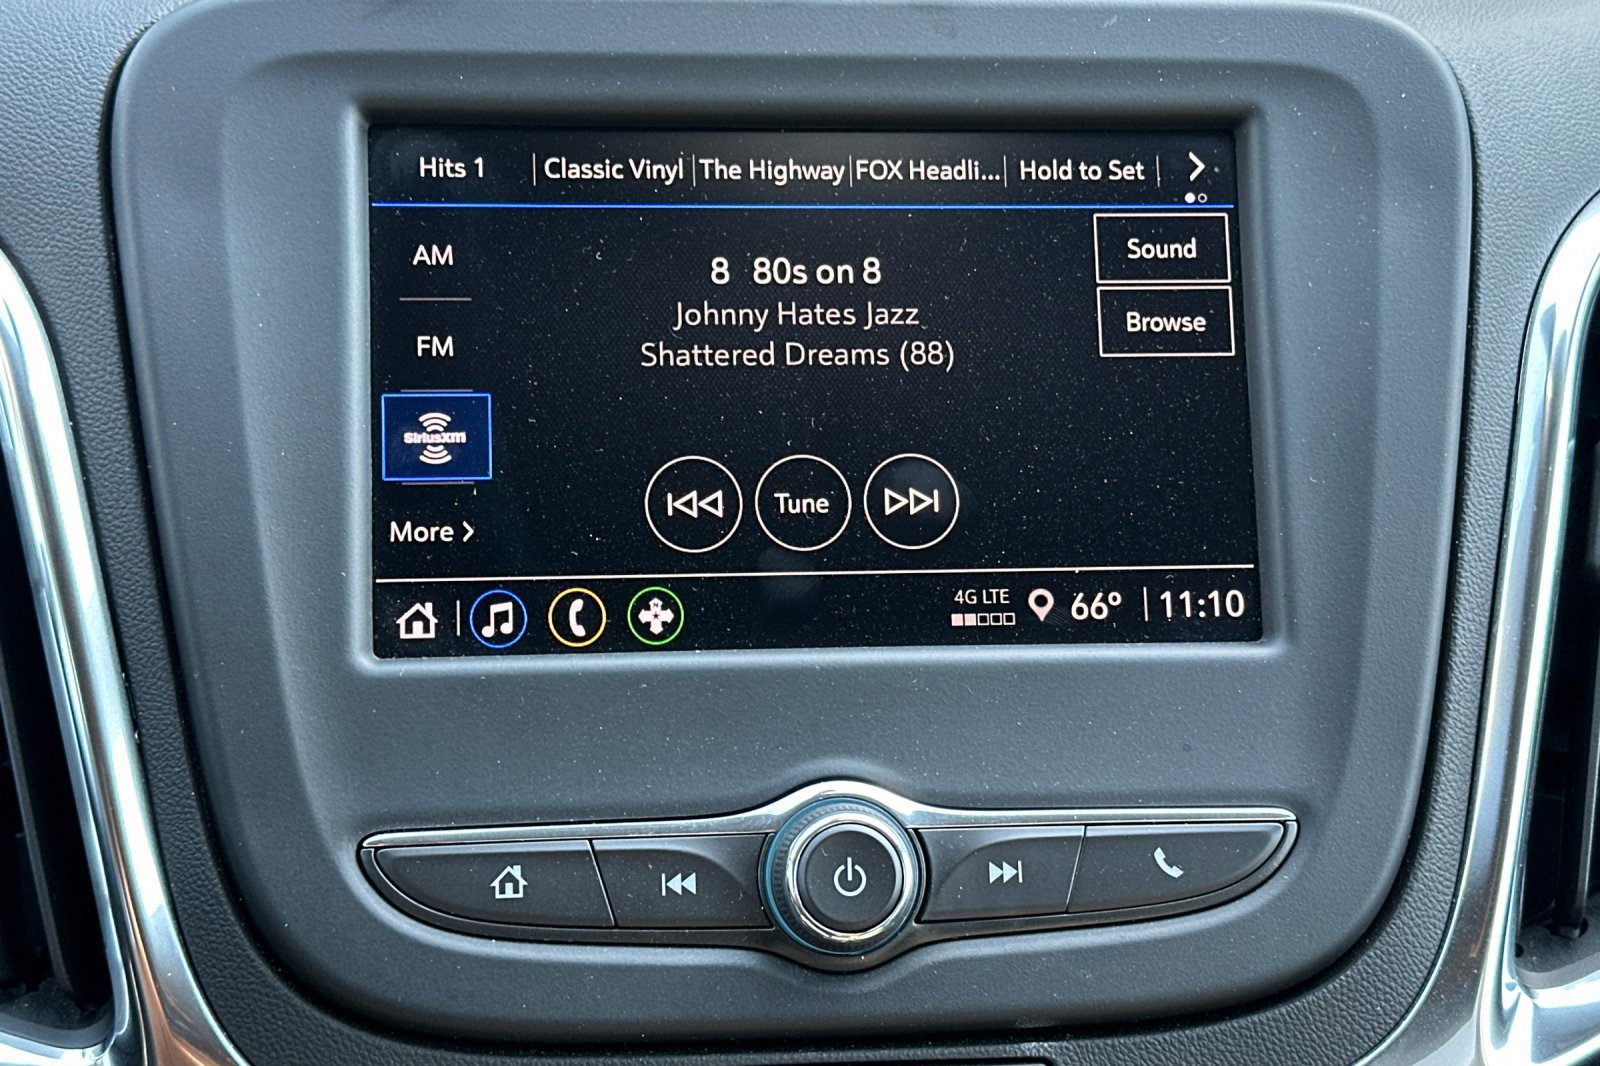 Hits 1 Classic Vinyl The Highway FOX Headli... Hold to Set
AM
Sound
8 80s on 8
Johnny Hates Jazz
Browse
FM
Shattered Dreams (88)
SiriusXM
Tune
More
4G LTE
66° 11:10
N